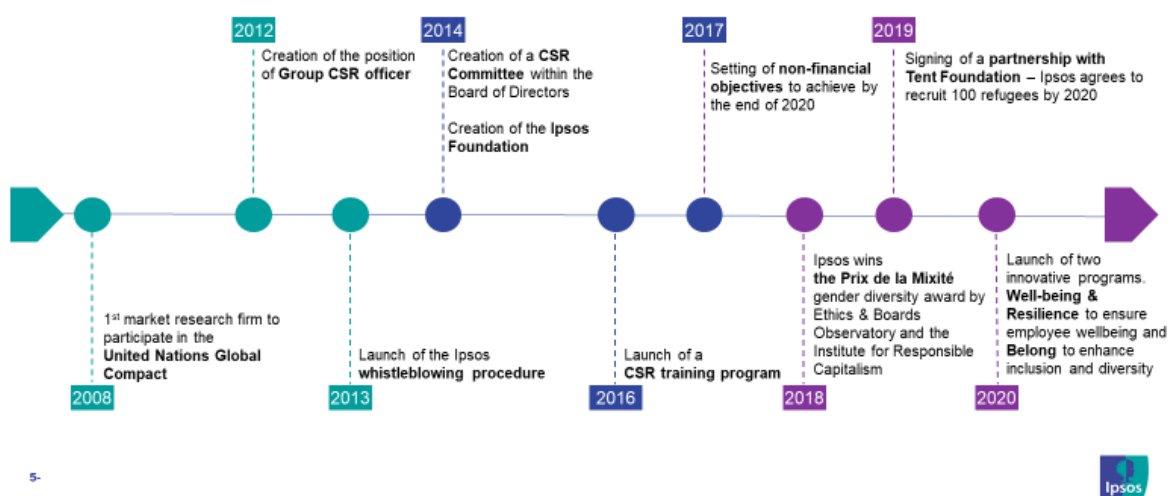 2012
Creation of the position
of Group CSR officer
2014
Creation of a CSR
Committee within the
Board of Directors
Creation of the Ipsos
Foundation
2017
Setting of non-financial
objectives to achieve by
the end of 2020
2019
Signing of a partnership with
Tent Foundation – Ipsos agrees to
recruit 100 refugees by 2020
1st market research firm to
participate in the
United Nations Global
Compact
2008
Launch of the Ipsos
whistleblowing procedure
2013
Launch of a
CSR training program
2016
Ipsos wins
the Prix de la Mixité
gender diversity award by
Ethics & Boards
Observatory and the
Institute for Responsible
Capitalism
2018
Launch of two
innovative programs.
Well-being &
Resilience to ensure
employee wellbeing and
Belong to enhance
inclusion and diversity
2020
5-
Ipsos